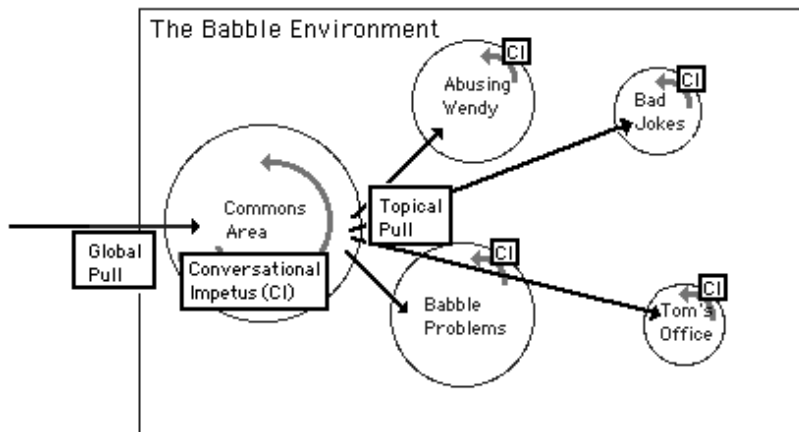 The Babble Environment
CI
Abusing
Wendy
CI
Bad
Jokes
Commons
Area
Topical
Pull
Global
Pull
Conversational
Impetus (CI)
CI
Babble
Problems
CI
Tom's
Office